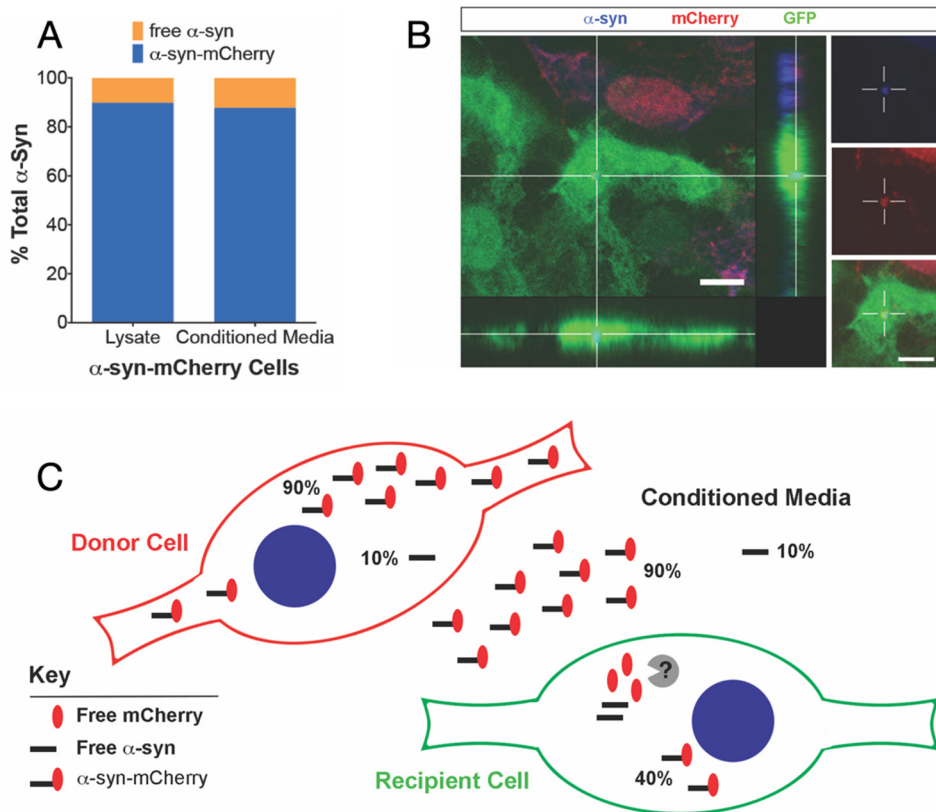 A
free α-syn
α-syn-mCherry
100
80
60
40
20
0
% Total α-Syn
Lysate Conditioned Media
α-syn-mCherry Cells
B
α-syn mCherry GFP
C
Donor Cell
90%
10%
Conditioned Media
90%
10%
Key
Free mCherry
Free α-syn
α-syn-mCherry
?
40%
Recipient Cell